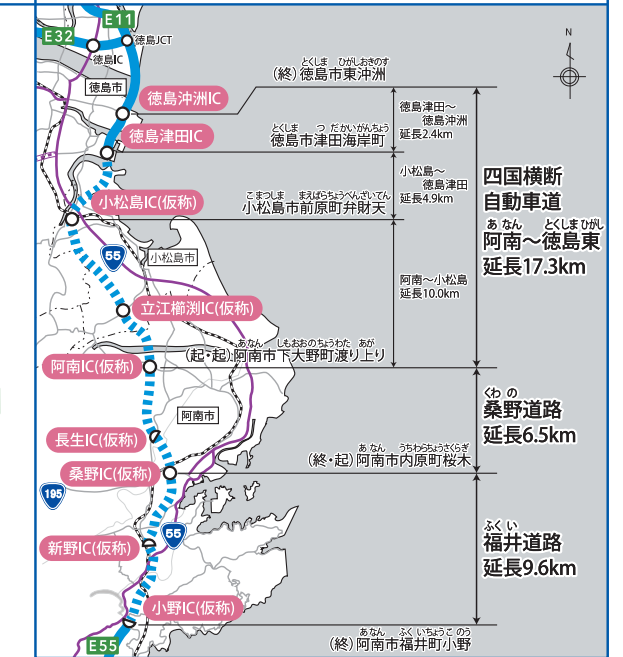 E11
E32
徳島JCT
徳島IC
徳島市
徳島沖洲IC
徳島津田IC
小松島IC(仮称)
55
小松島市
立江櫛渕IC(仮称)
阿南IC(仮称)
阿南市
長生IC(仮称)
桑野IC(仮称)
195
新野IC(仮称)
55
小野IC(仮称)
E55
N
とくしま ひがしおきのす
(終)徳島市東沖洲
とくしま つだかいがんちょう
徳島市津田海岸町
こまつしま まえばらちょうべんざいてん
小松島市前原町弁財天
あなん しもおおのちょうわた あが
(起・起)阿南市下大野町渡り上り
あなん うちわらちょうさくらぎ
(終・起)阿南市内原町桜木
あなん ふくいちょうこのう
(終)阿南市福井町小野
徳島津田～
徳島沖洲
延長2.4km
小松島～
徳島津田
延長4.9km
阿南～小松島
延長10.0km
四国横断
自動車道
あなん とくしまひがし
阿南～徳島東
延長17.3km
くわの
桑野道路
延長6.5km
ふくい
福井道路
延長9.6km